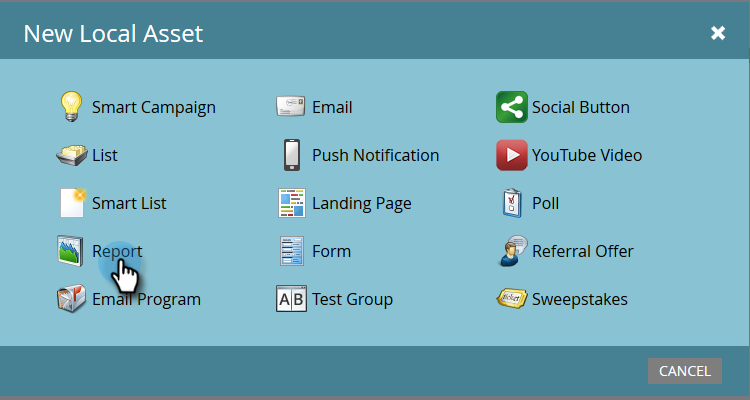 New Local Asset
Smart Campaign
Email
Social Button
List
Push Notification
YouTube Video
Smart List
Landing Page
Poll
Report
Form
Referral Offer
Email Program
A B
Test Group
ticket
Sweepstakes
CANCEL